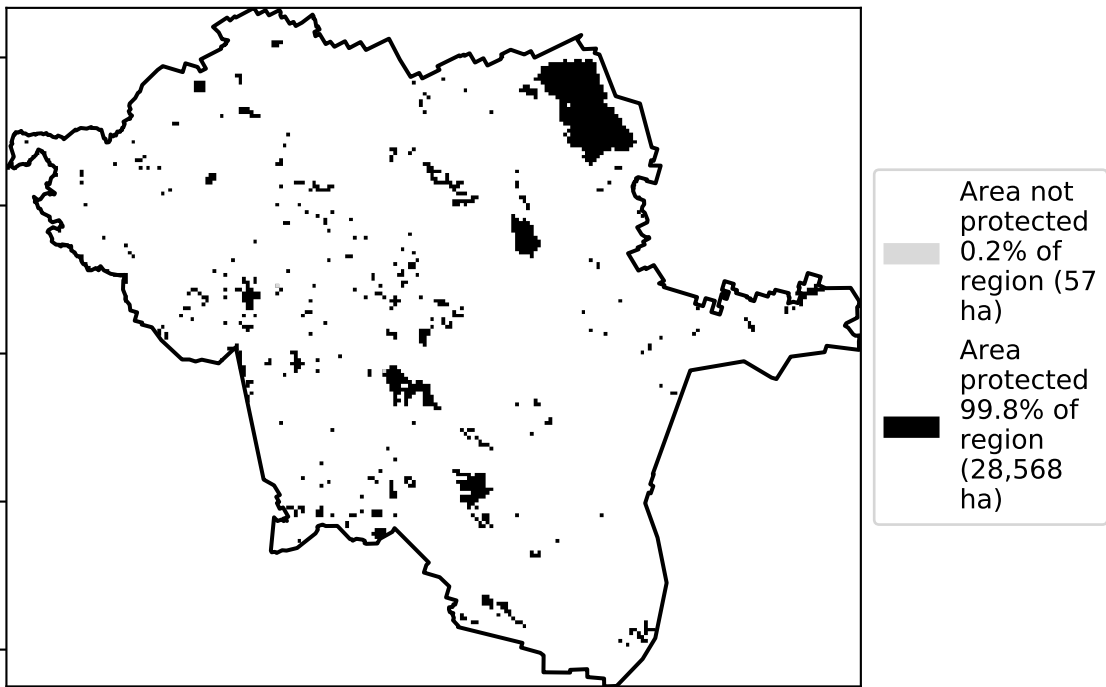 Area not
protected
0.2% of
region (57
ha)
Area
protected
99.8% of
region
(28,568
ha)